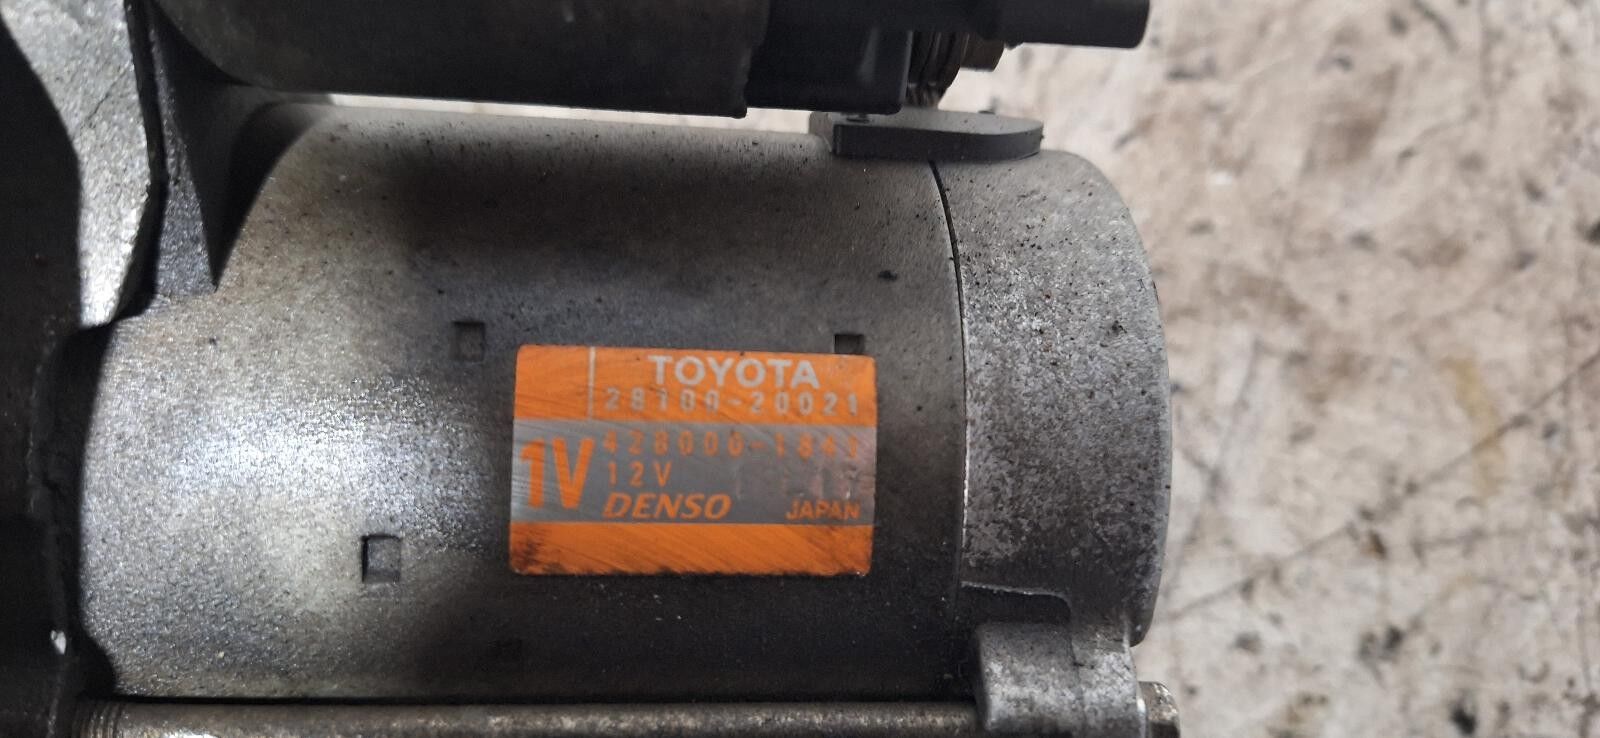 TOYOTA
28100-20021
1V
428000-1841
12V
DENSO JAPAN